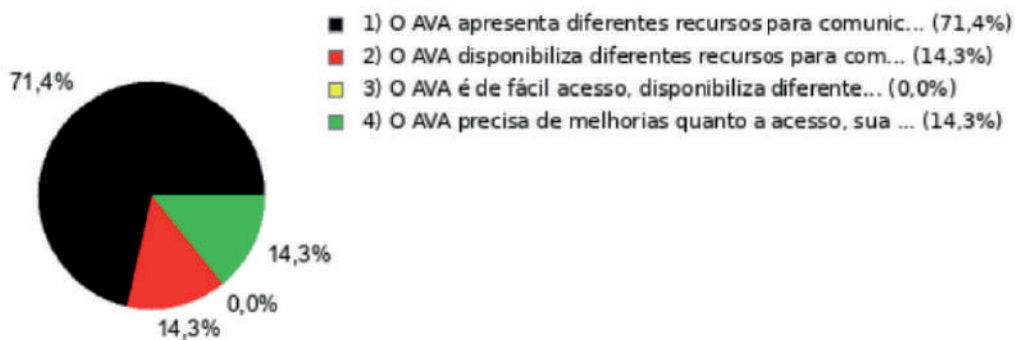 1) O AVA apresenta diferentes recursos para comunic... (71,4%)
2) O AVA disponibiliza diferentes recursos para com... (14,3%)
3) O AVA é de fácil acesso, disponibiliza diferente... (0,0%)
4) O AVA precisa de melhorias quanto a acesso, sua ... (14,3%)
71,4%
14,3%
0,0%
14,3%